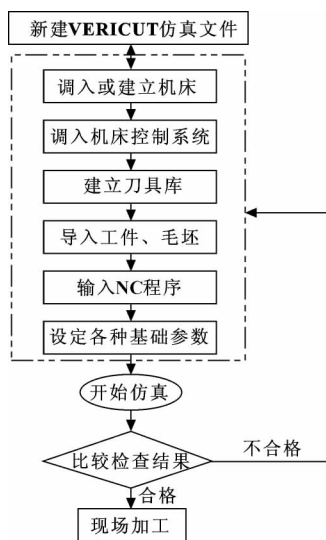 新建VERICUT仿真文件
调入或建立机床
调入机床控制系统
建立刀具库
导入工件、毛坯
输入NC程序
设定各种基础参数
开始仿真
比较检查结果
不合格
合格
现场加工